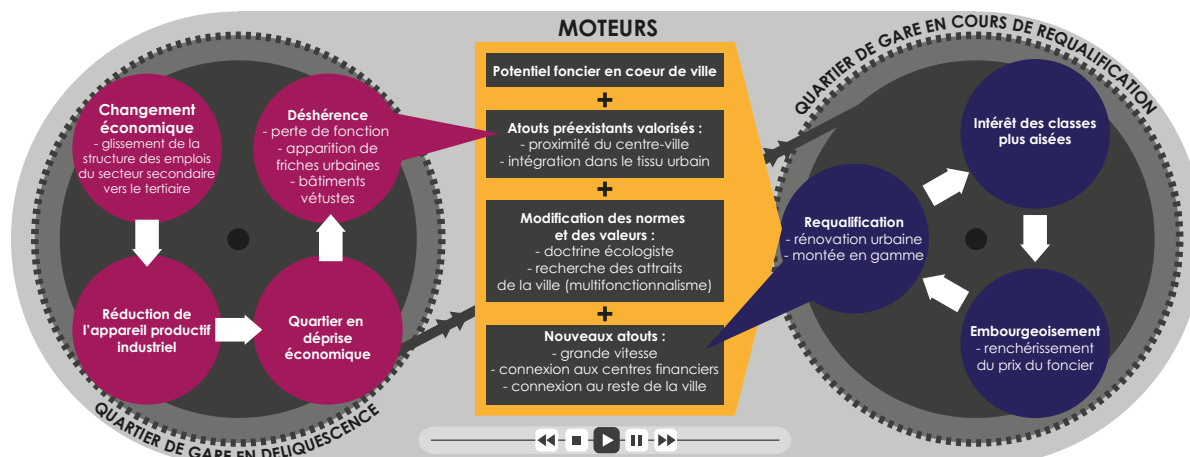 QUARTIER DE GARE EN DELIQUESCENCE
Changement
économique
- glissement de la
structure des emplois
du secteur secondaire
vers le tertiaire
Réduction de
l'appareil productif
industriel
Quartier en
déprise
économique
Déshérence
- perte de fonction
- apparition de
friches urbaines
- bâtiments
vétustes
MOTEURS
Potentiel foncier en coeur de ville
+
Atouts préexistants valorisés :
- proximité du centre-ville
- intégration dans le tissu urbain
+
Modification des normes
et des valeurs :
- doctrine écologiste
- recherche des attraits
de la ville (multifonctionnalisme)
+
Nouveaux atouts :
- grande vitesse
- connexion aux centres financiers
- connexion au reste de la ville
QUARTIER DE GARE EN COURS DE REQUALIFICATION
Requalification
- rénovation urbaine
- montée en gamme
Intérêt des classes
plus aisées
Embourgeoisement
- renchérissement
du prix du foncier